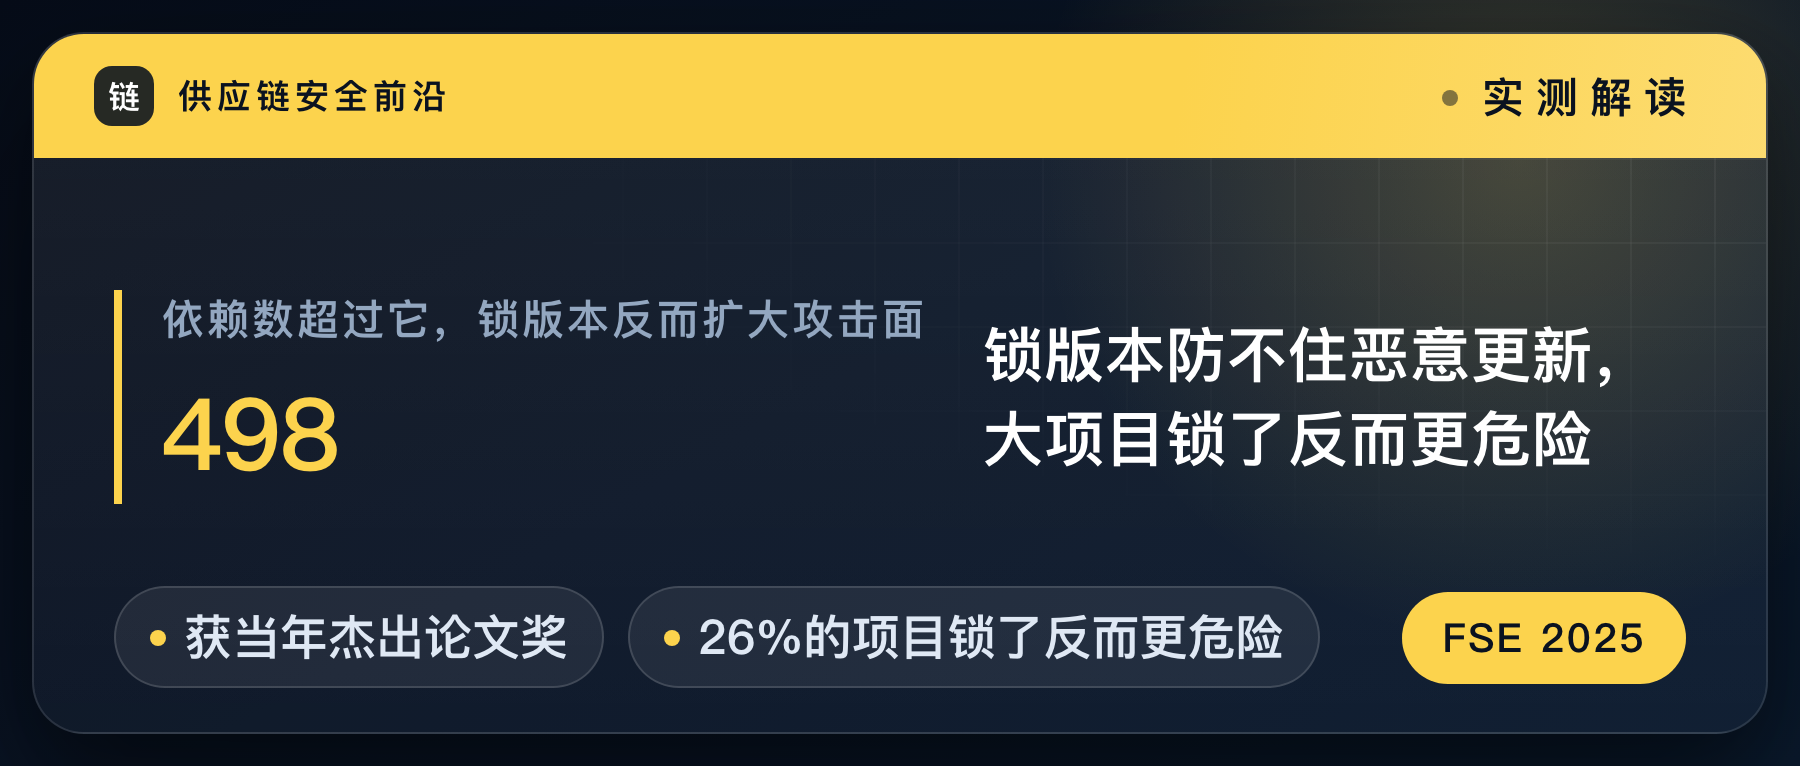 链 供应链安全前沿
实测解读
依赖数超过它，锁版本反而扩大攻击面
498
锁版本防不住恶意更新，
大项目锁了反而更危险
获当年杰出论文奖
26%的项目锁了反而更危险
FSE 2025